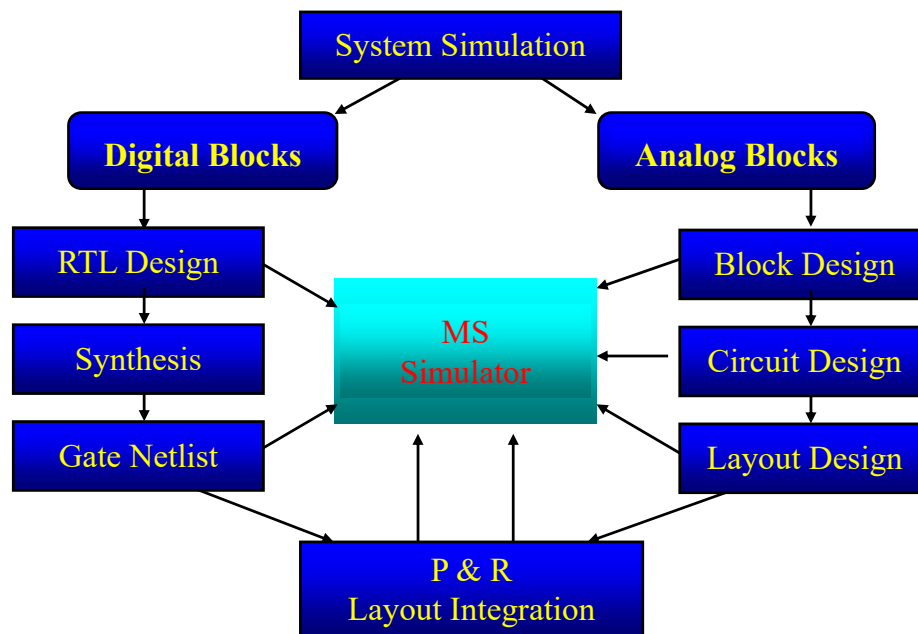 System Simulation
Digital Blocks
Analog Blocks
RTL Design
Block Design
MS
Simulator
Synthesis
Circuit Design
Gate Netlist
Layout Design
P & R
Layout Integration